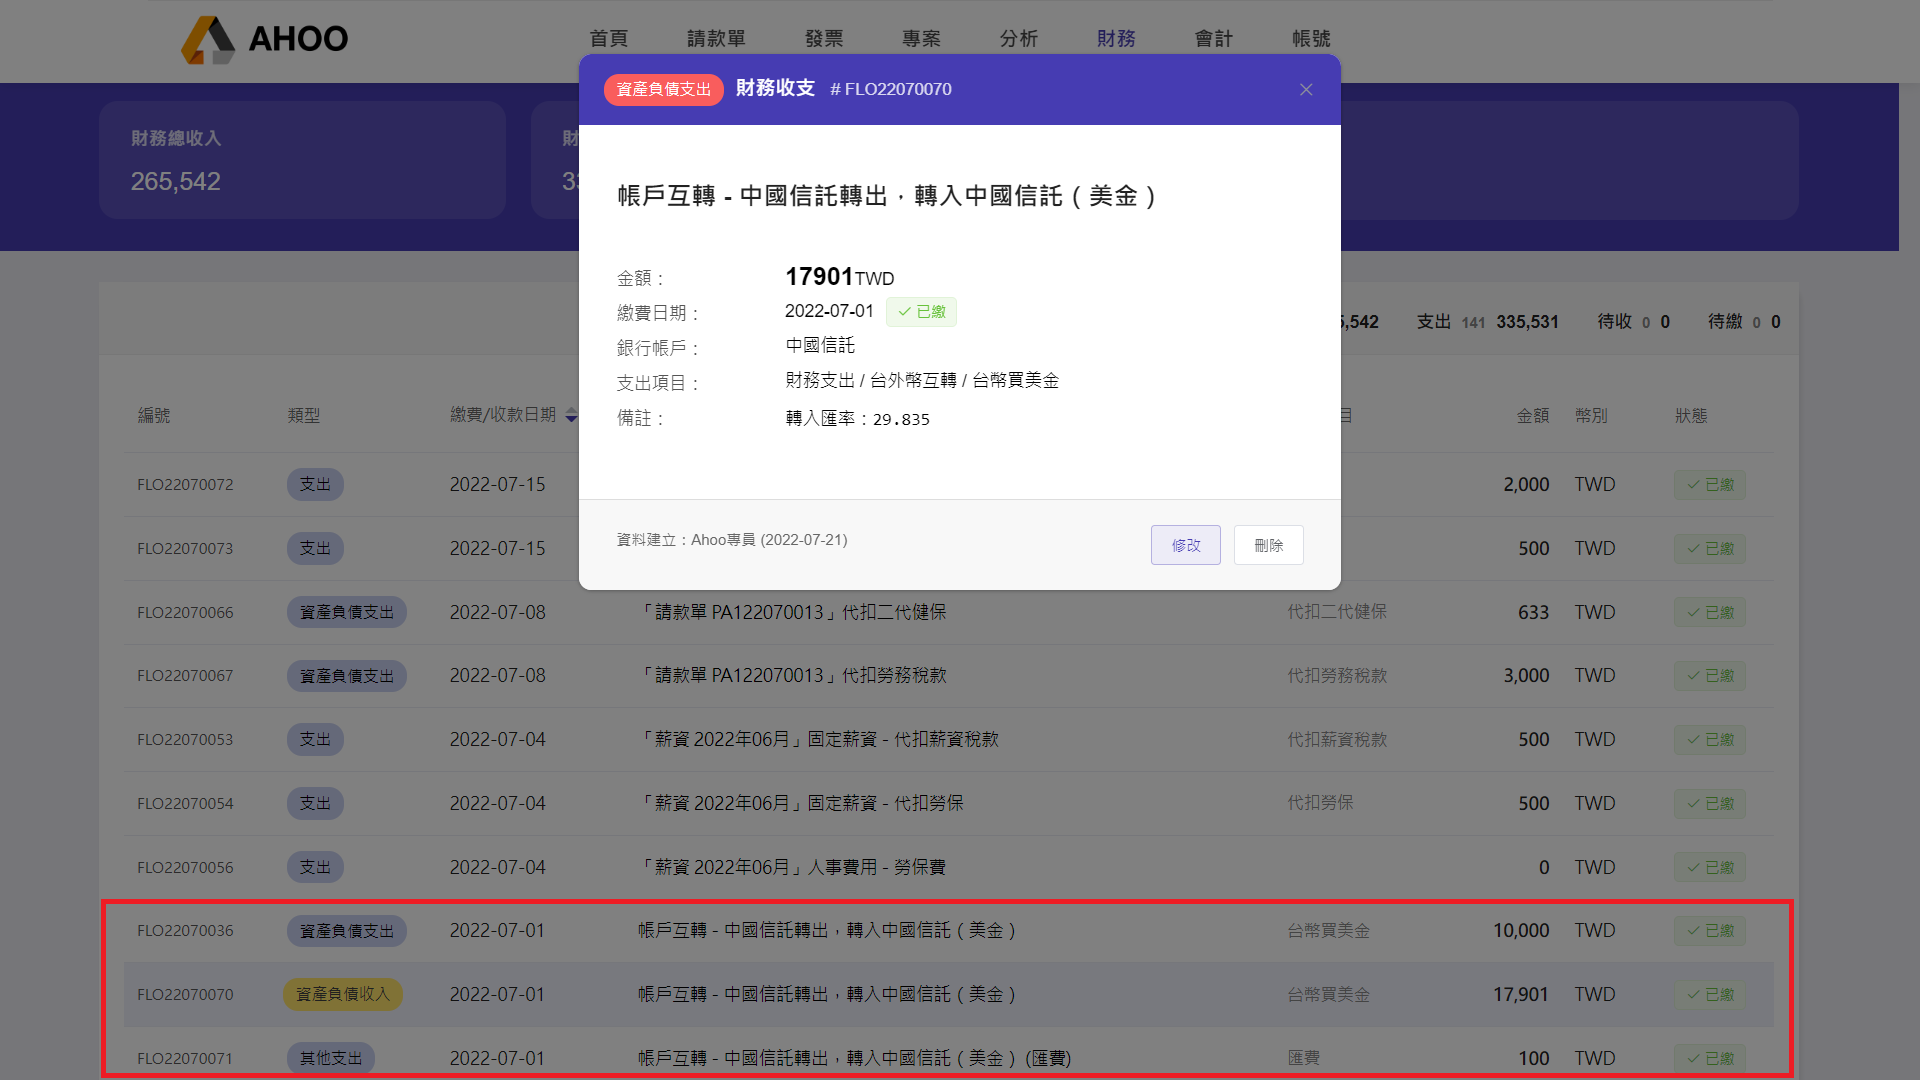 AHOO
首頁 請款單 發票 專案 分析 財務 會計 帳號
資產負債支出 財務收支 # FLO22070070
財務總收入
265,542
帳戶互轉 - 中國信託轉出，轉入中國信託（美金）
金額： 17901TWD
繳費日期： 2022-07-01 已繳
銀行帳戶： 中國信託
支出項目： 財務支出 / 台外幣互轉 / 台幣買美金
備註： 轉入匯率：29.835
資料建立：Ahoo專員 (2022-07-21) 修改 刪除
5,542 支出 141 335,531 待收 0 0 待繳 0 0
編號 類型 繳費/收款日期 目 金額 幣別 狀態
FLO22070072 支出 2022-07-15 2,000 TWD 已繳
FLO22070073 支出 2022-07-15 500 TWD 已繳
FLO22070066 資產負債支出 2022-07-08 「請款單 PA122070013」代扣二代健保 代扣二代健保 633 TWD 已繳
FLO22070067 資產負債支出 2022-07-08 「請款單 PA122070013」代扣勞務稅款 代扣勞務稅款 3,000 TWD 已繳
FLO22070053 支出 2022-07-04 「薪資 2022年06月」固定薪資 - 代扣薪資稅款 代扣薪資稅款 500 TWD 已繳
FLO22070054 支出 2022-07-04 「薪資 2022年06月」固定薪資 - 代扣勞保 代扣勞保 500 TWD 已繳
FLO22070056 支出 2022-07-04 「薪資 2022年06月」人事費用 - 勞保費 0 TWD 已繳
FLO22070036 資產負債支出 2022-07-01 帳戶互轉 - 中國信託轉出，轉入中國信託（美金） 台幣買美金 10,000 TWD 已繳
FLO22070070 資產負債收入 2022-07-01 帳戶互轉 - 中國信託轉出，轉入中國信託（美金） 台幣買美金 17,901 TWD 已繳
FLO22070071 其他支出 2022-07-01 帳戶互轉 - 中國信託轉出，轉入中國信託（美金） (匯費) 匯費 100 TWD 已繳